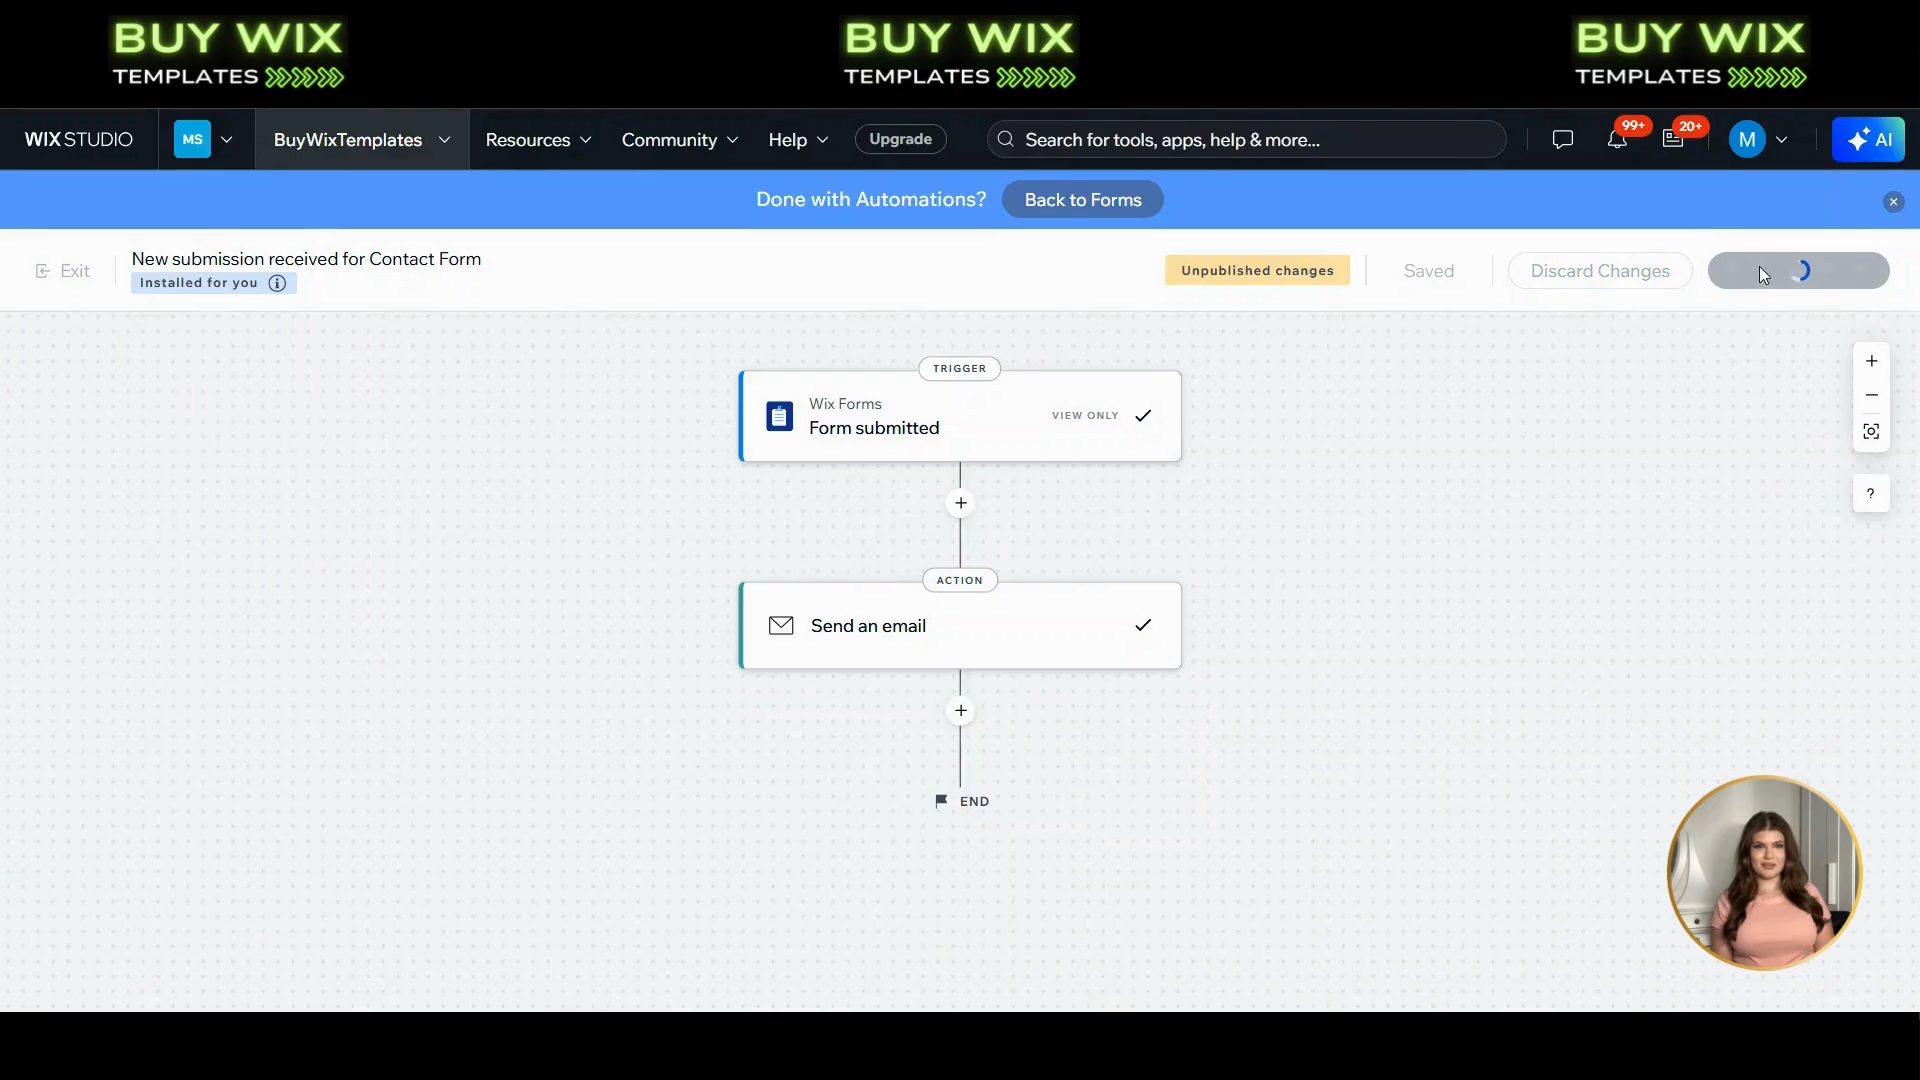 BUY WIX
TEMPLATES
BUY WIX
TEMPLATES
BUY WIX
TEMPLATES
WIX STUDIO
MS
BuyWixTemplates
Resources
Community
Help
Upgrade
Search for tools, apps, help & more...
99+
20+
M
AI
Done with Automations?
Back to Forms
Exit
New submission received for Contact Form
Installed for you
Unpublished changes
Saved
Discard Changes
TRIGGER
Wix Forms
Form submitted
VIEW ONLY
ACTION
Send an email
END
?